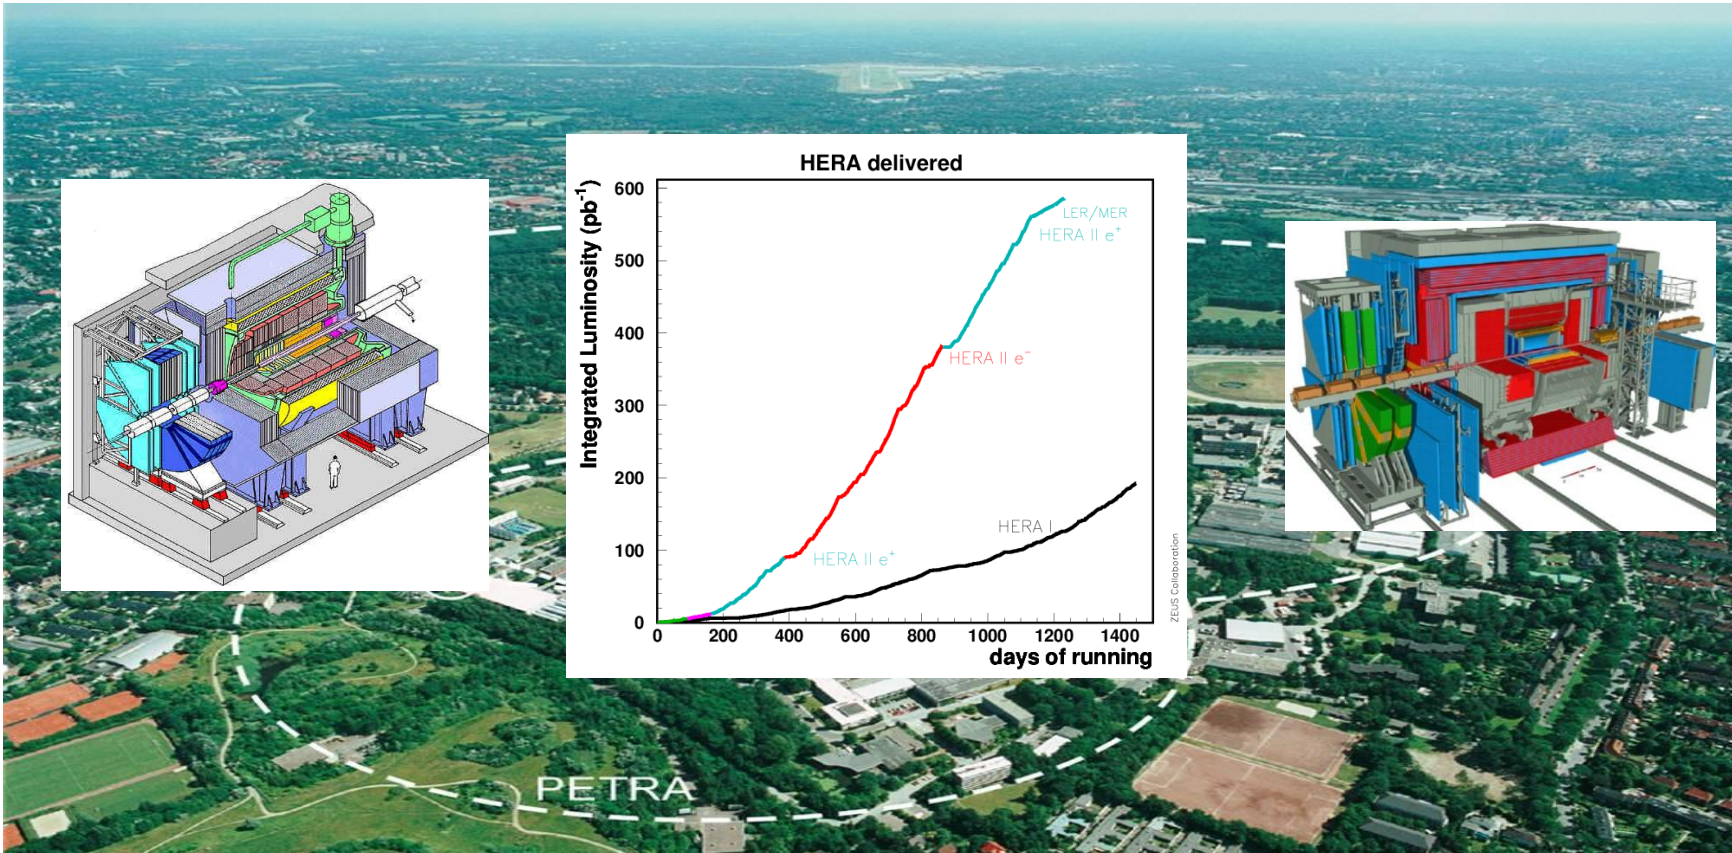 HERA delivered
Integrated Luminosity (pb⁻¹)
600
500
400
300
200
100
0
LER/MER
HERA II e⁺
HERA II e⁻
HERA II e⁺
HERA I
0 200 400 600 800 1000 1200 1400
days of running
ZEUS Collaboration
PETRA